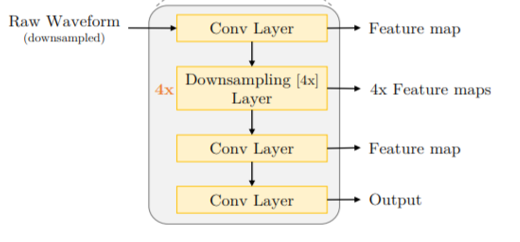 Raw Waveform
(downsampled)
Conv Layer
Feature map
4x
Downsampling [4x]
Layer
4x Feature maps
Conv Layer
Feature map
Conv Layer
Output